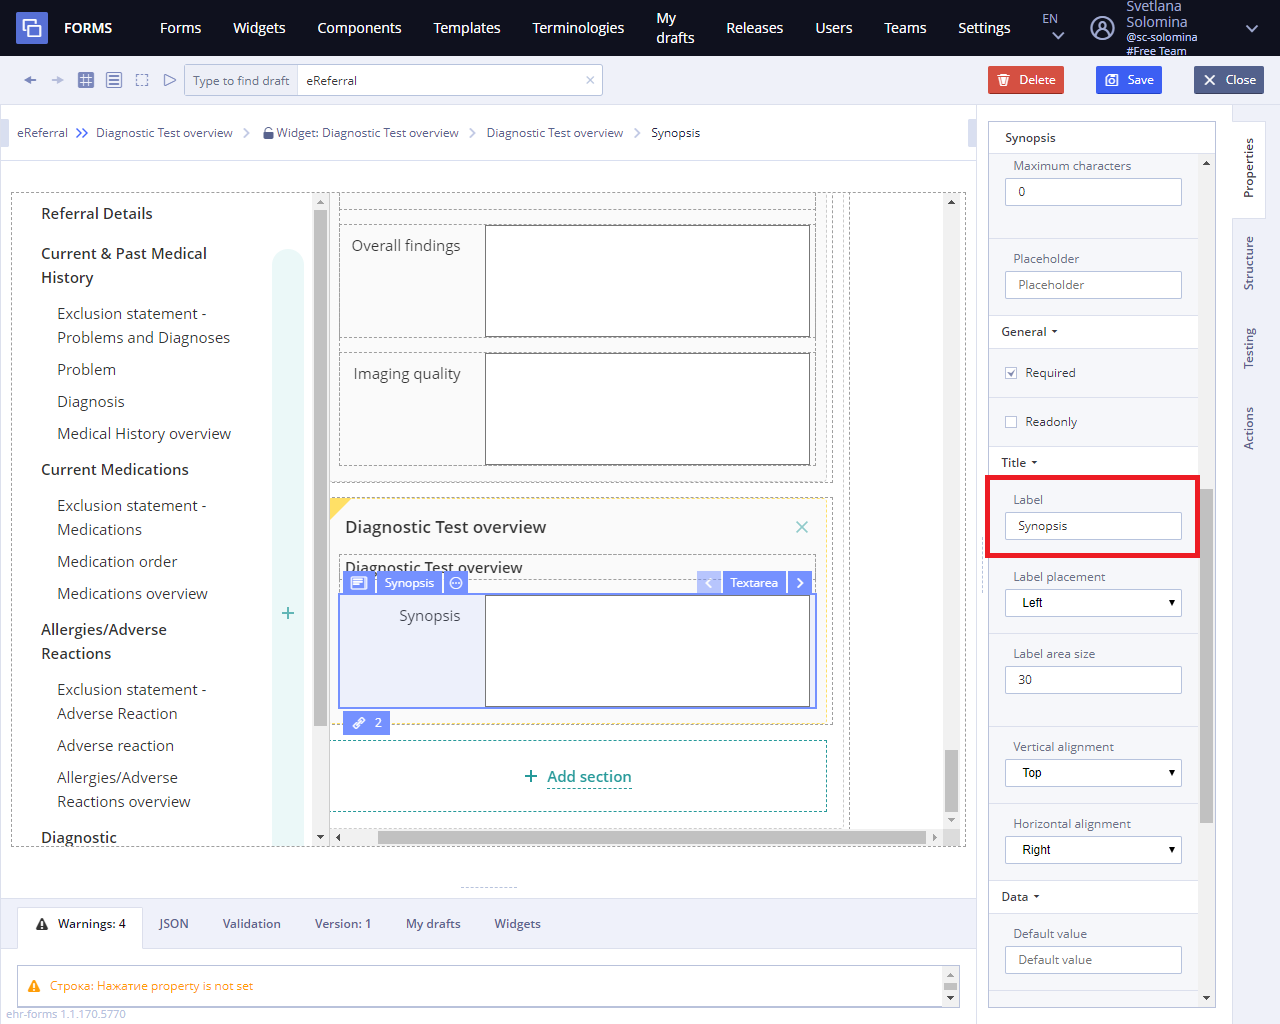 FORMS
Forms
Widgets
Components
Templates
Terminologies
My drafts
Releases
Users
Teams
Settings
EN
Svetlana Solomina
@sc-solomina
#Free Team
Type to find draft
eReferral
Delete
Save
Close
eReferral
Diagnostic Test overview
Widget: Diagnostic Test overview
Diagnostic Test overview
Synopsis
Referral Details
Current & Past Medical
History
Exclusion statement -
Problems and Diagnoses
Problem
Diagnosis
Medical History overview
Current Medications
Exclusion statement -
Medications
Medication order
Medications overview
Allergies/Adverse
Reactions
Exclusion statement -
Adverse Reaction
Adverse reaction
Allergies/Adverse
Reactions overview
Diagnostic
Overall findings
Imaging quality
Diagnostic Test overview
Diagnostic Test overview
Synopsis
Textarea
Synopsis
2
+ Add section
Warnings: 4
JSON
Validation
Version: 1
My drafts
Widgets
Строка: Нажатие property is not set
ehr-forms 1.1.170.5770
Synopsis
Maximum characters
0
Placeholder
Placeholder
General
Required
Readonly
Title
Label
Synopsis
Label placement
Left
Label area size
30
Vertical alignment
Top
Horizontal alignment
Right
Data
Default value
Default value
Properties
Structure
Testing
Actions